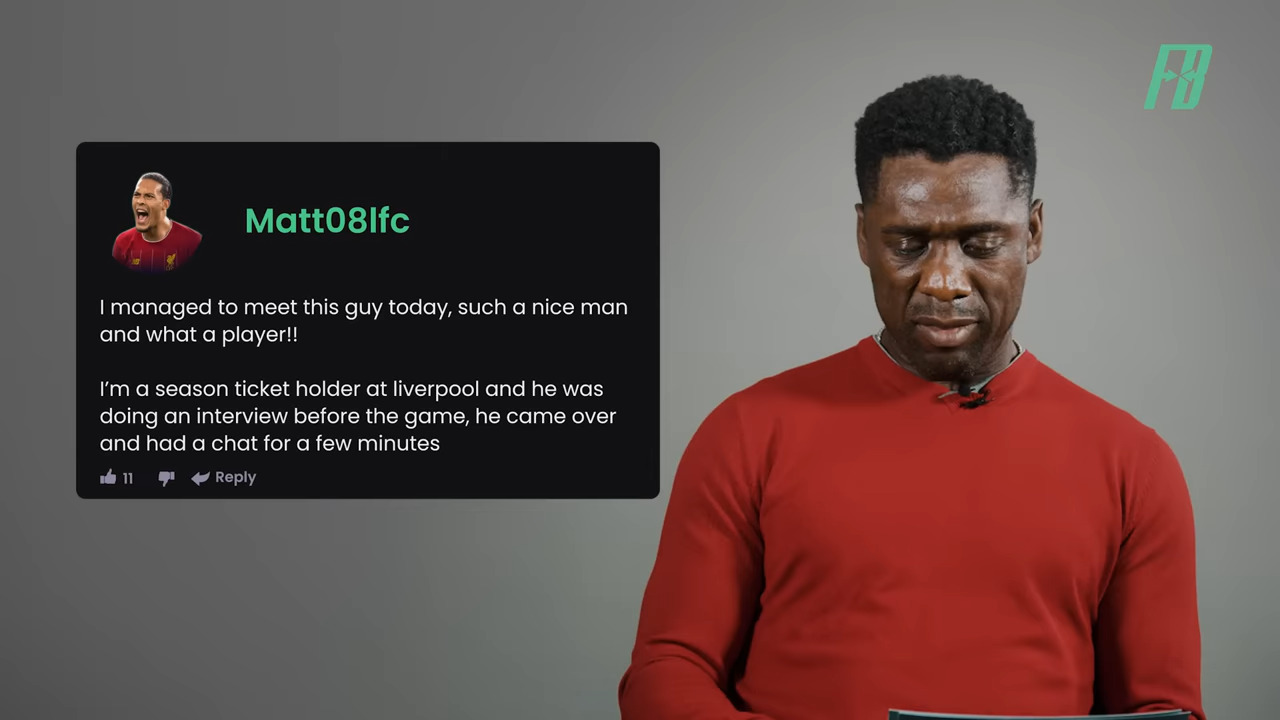 FB
Matt08lfc
I managed to meet this guy today, such a nice man
and what a player!!
I’m a season ticket holder at liverpool and he was
doing an interview before the game, he came over
and had a chat for a few minutes
11
Reply